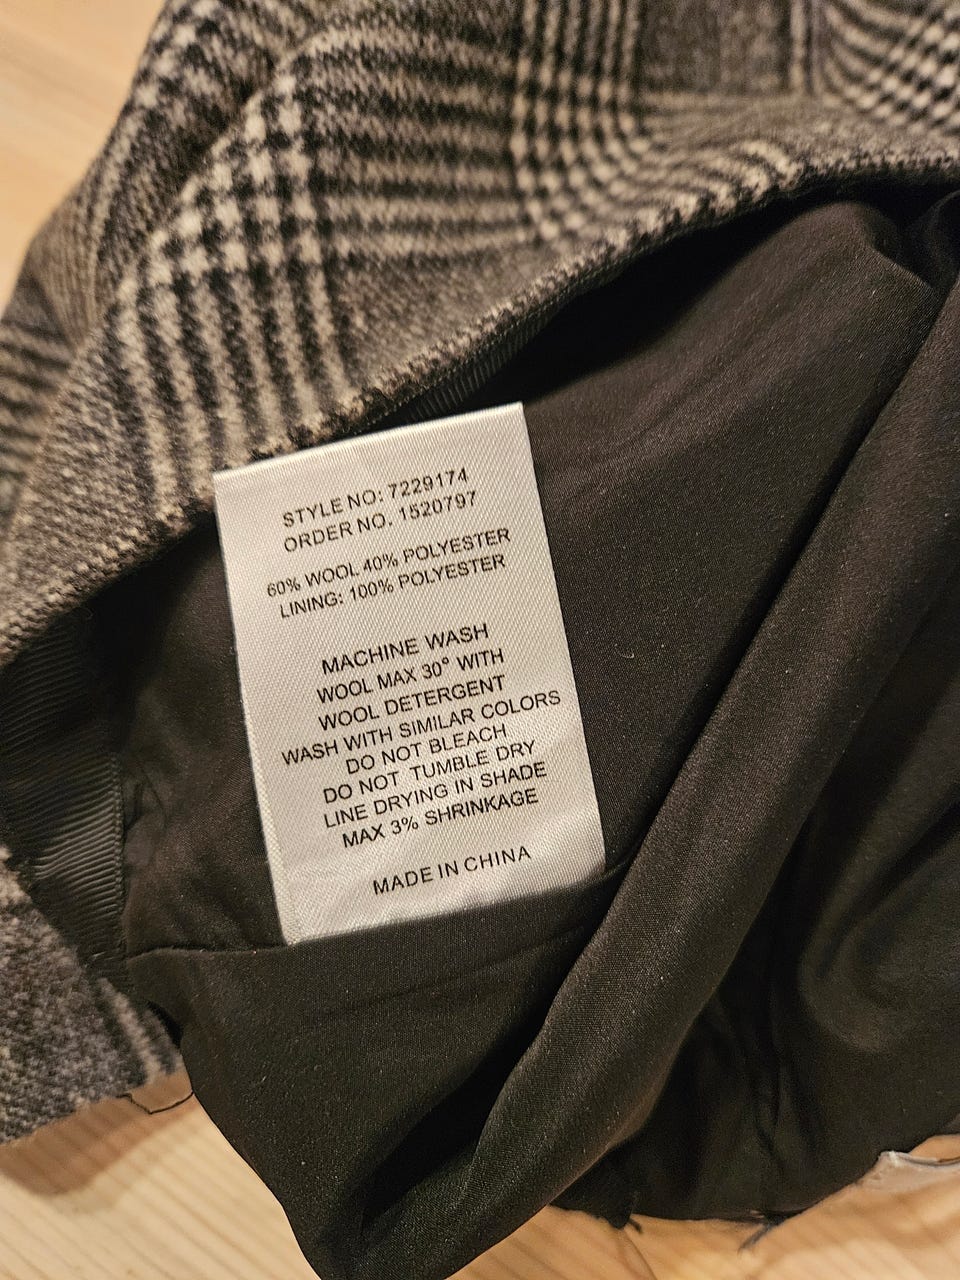 STYLE NO: 7229174
ORDER NO. 1520797
60% WOOL 40% POLYESTER
LINING: 100% POLYESTER
MACHINE WASH
WOOL MAX 30° WITH
WOOL DETERGENT
WASH WITH SIMILAR COLORS
DO NOT BLEACH
DO NOT TUMBLE DRY
LINE DRYING IN SHADE
MAX 3% SHRINKAGE
MADE IN CHINA